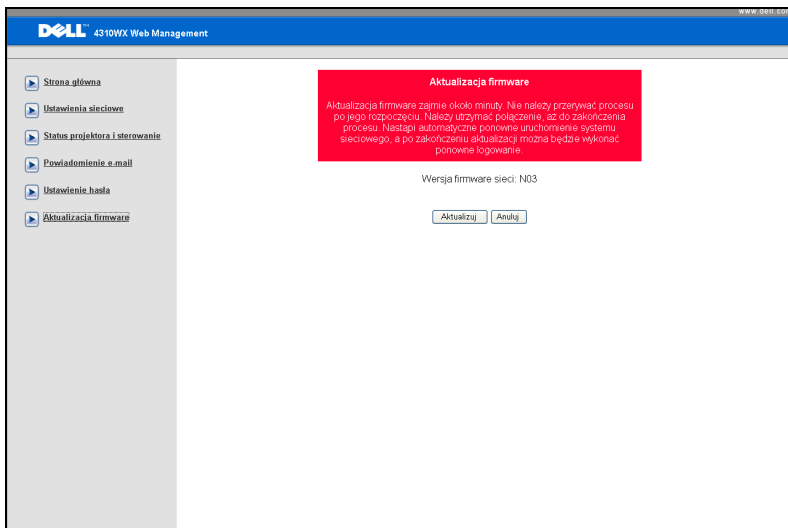 www.dell.com
DELL™ 4310WX Web Management
Strona główna
Ustawienia sieciowe
Status projektora i sterowanie
Powiadomienie e-mail
Ustawienie hasła
Aktualizacja firmware
Aktualizacja firmware
Aktualizacja firmware zajmie około minuty. Nie należy przerywać procesu
po jego rozpoczęciu. Należy utrzymać połączenie, aż do zakończenia
procesu. Nastąpi automatyczne ponowne uruchomienie systemu
sieciowego, a po zakończeniu aktualizacji można będzie wykonać
ponowne logowanie.
Wersja firmware sieci: N03
Aktualizuj Anuluj